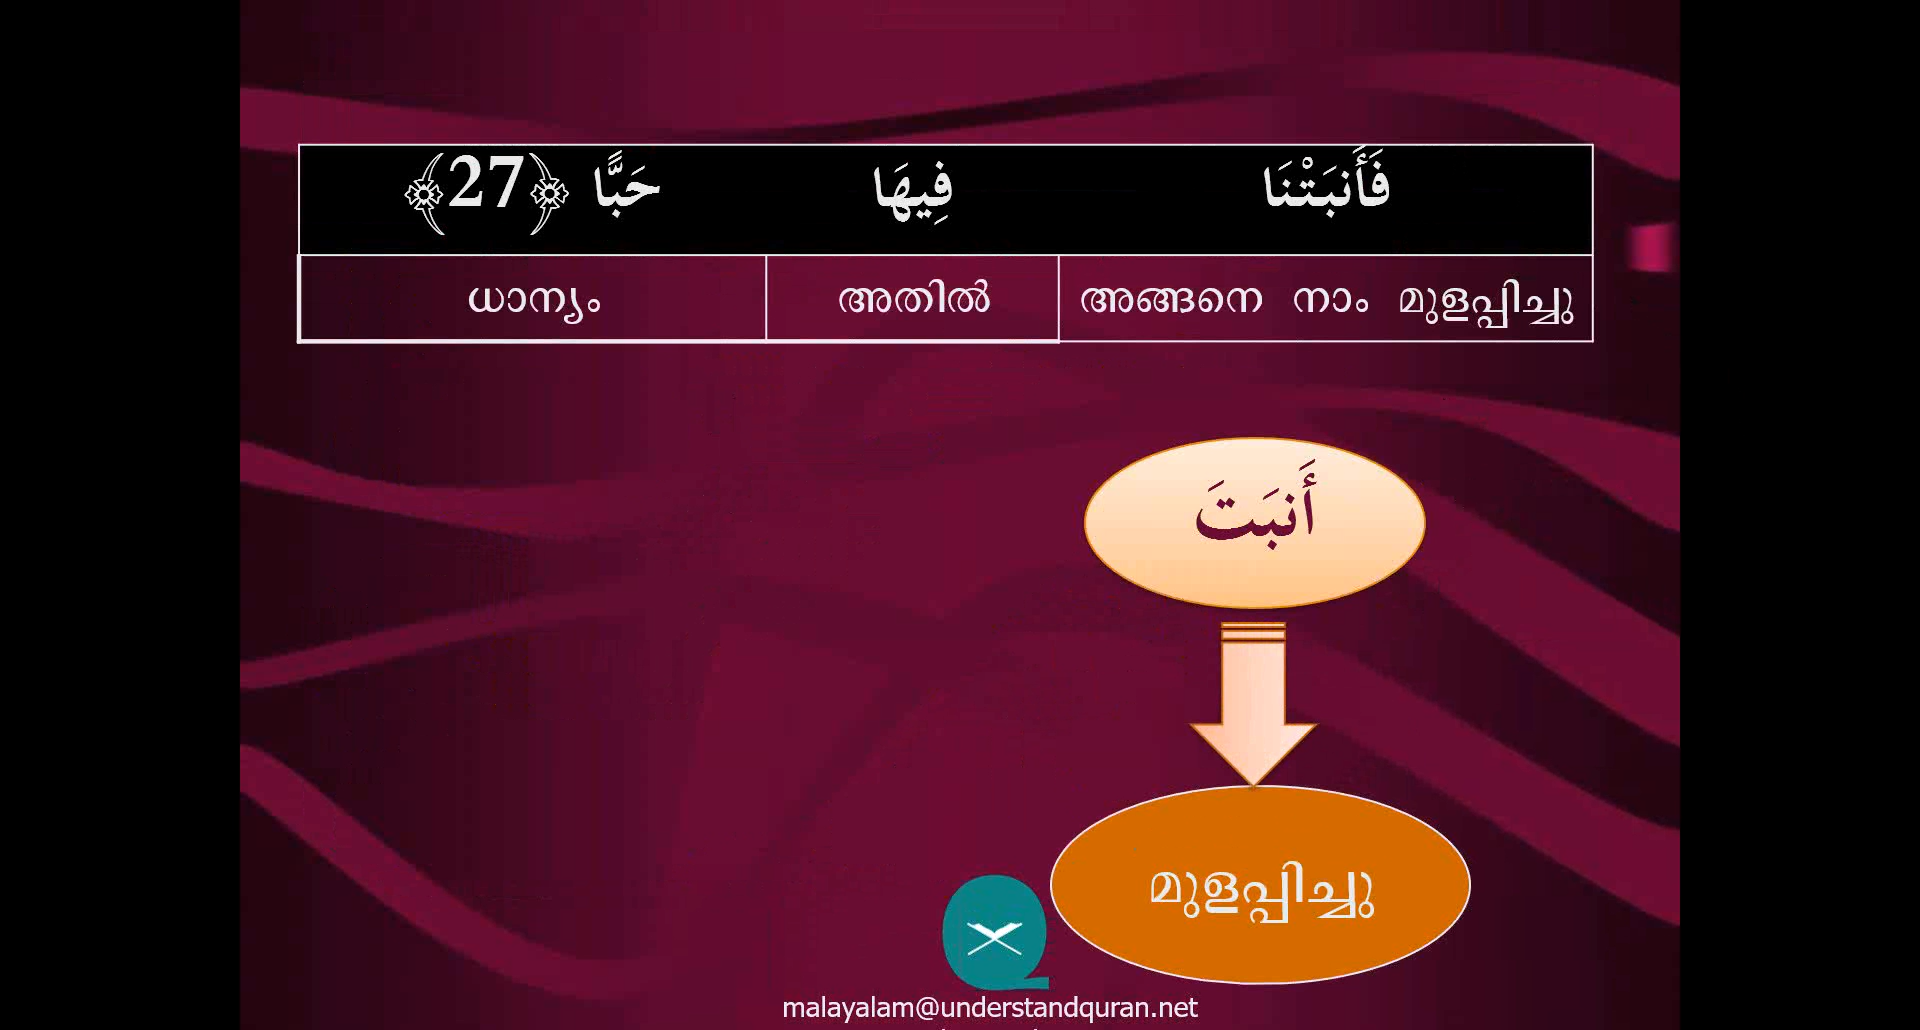 فَأَنبَتْنَا فِيهَا حَبًّا ﴿27﴾
ധാന്യം അതിൽ അങ്ങനെ നാം മുളപ്പിച്ചു
أَنبَتَ
മുളപ്പിച്ചു
malayalam@understandquran.net